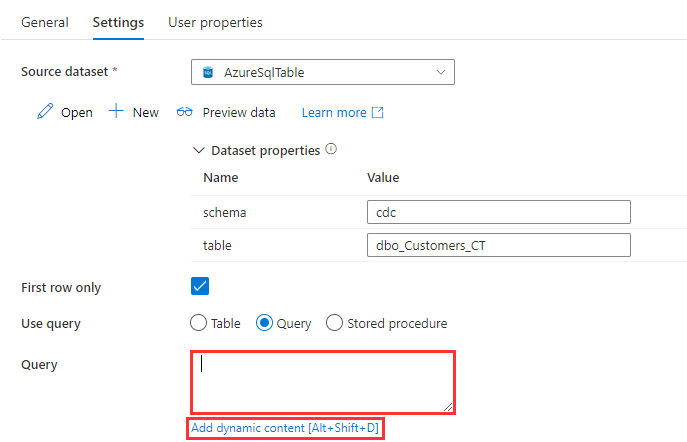 General Settings User properties
Source dataset * AzureSqlTable
Open New Preview data Learn more
Dataset properties
Name Value
schema cdc
table dbo_Customers_CT
First row only
Use query Table Query Stored procedure
Query
Add dynamic content [Alt+Shift+D]